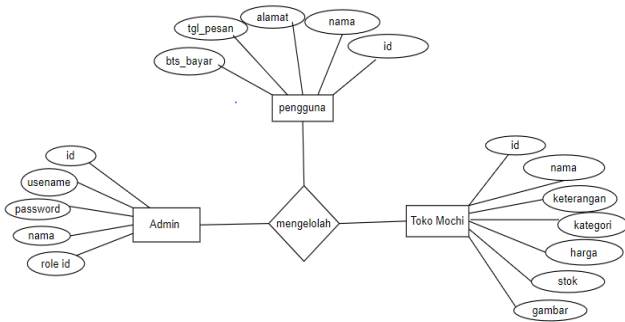 alamat
nama
tgl_pesan
id
bts_bayar
pengguna
id
usename
password
nama
role id
Admin
mengelolah
Toko Mochi
id
nama
keterangan
kategori
harga
stok
gambar